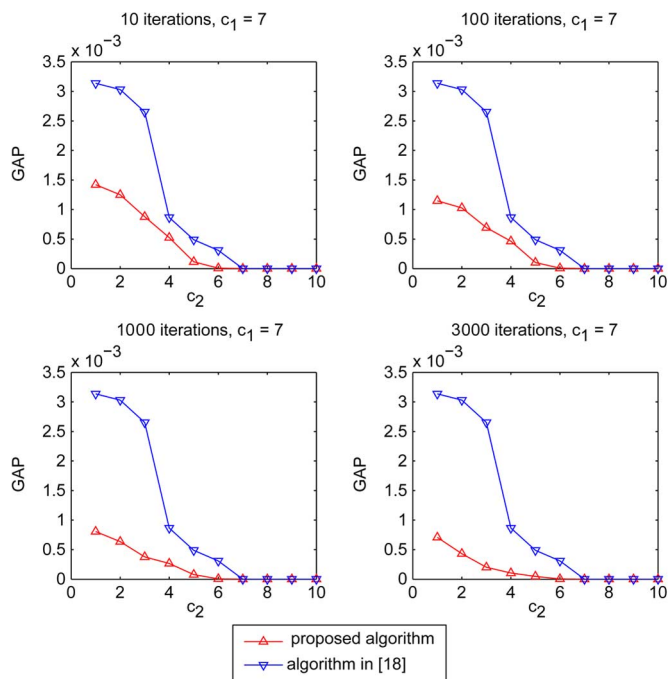 10 iterations, c1 = 7
x 10−3
3.5
3
2.5
2
1.5
1
0.5
0
GAP
0 2 4 6 8 10
c2
100 iterations, c1 = 7
x 10−3
3.5
3
2.5
2
1.5
1
0.5
0
GAP
0 2 4 6 8 10
c2
1000 iterations, c1 = 7
x 10−3
3.5
3
2.5
2
1.5
1
0.5
0
GAP
0 2 4 6 8 10
c2
3000 iterations, c1 = 7
x 10−3
3.5
3
2.5
2
1.5
1
0.5
0
GAP
0 2 4 6 8 10
c2
proposed algorithm
algorithm in [18]